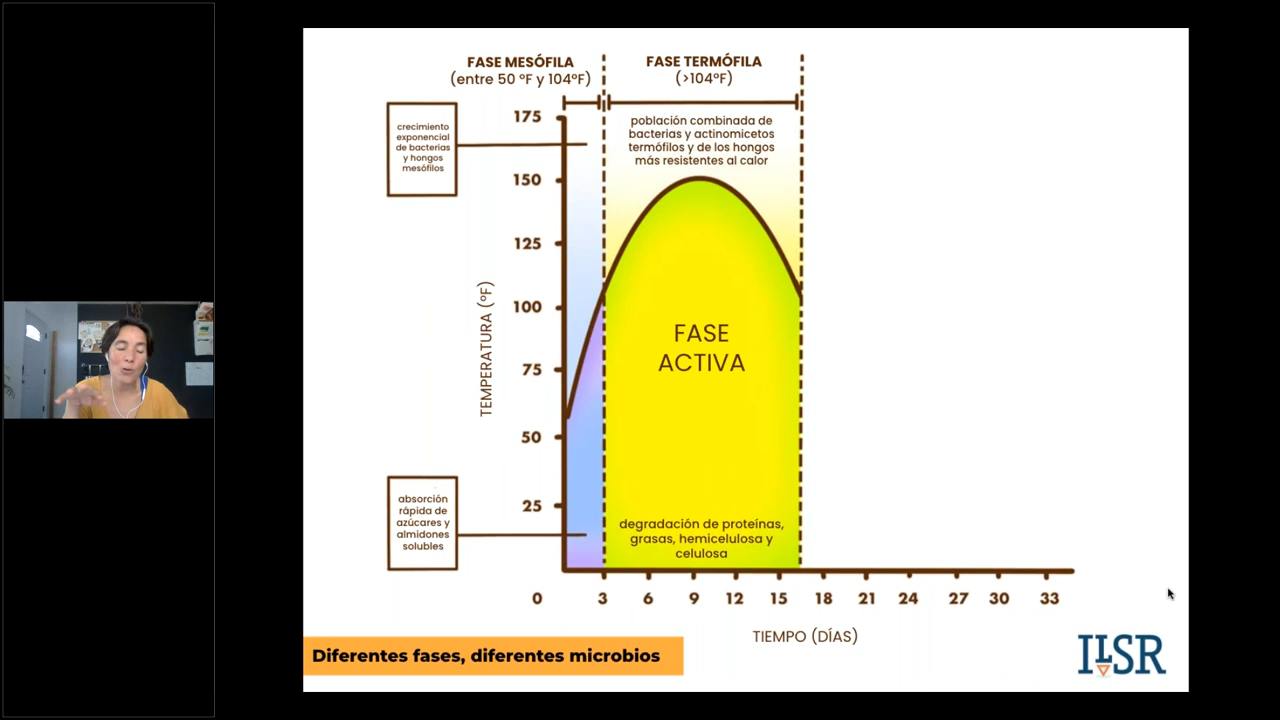 FASE MESÓFILA
(entre 50 ºF y 104ºF)
FASE TERMÓFILA
(>104ºF)
crecimiento
exponencial
de bacterias
y hongos
mesófilos
población combinada de
bacterias y actinomicetos
termófilos y de los hongos
más resistentes al calor
175
150
125
100
75
50
25
TEMPERATURA (ºF)
FASE
ACTIVA
absorción
rápida de
azúcares y
almidones
solubles
degradación de proteínas,
grasas, hemicelulosa y
celulosa
0 3 6 9 12 15 18 21 24 27 30 33
TIEMPO (DÍAS)
Diferentes fases, diferentes microbios
ILSR